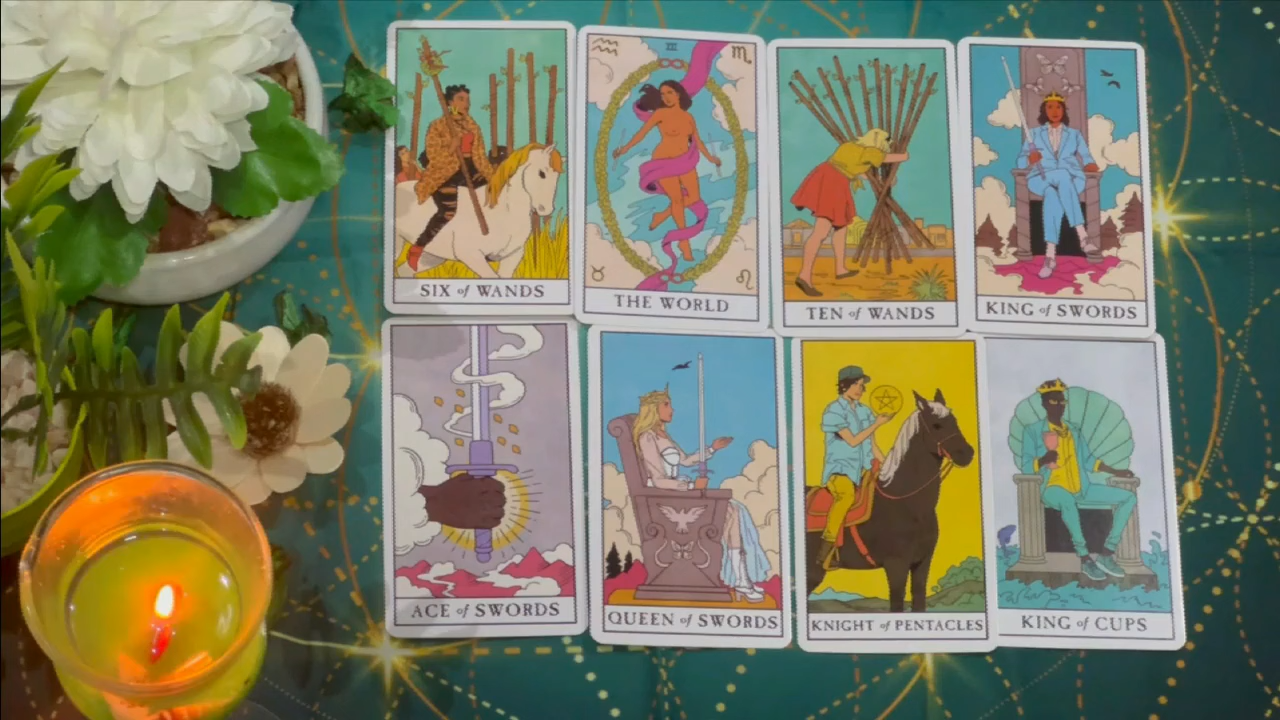 SIX of WANDS
THE WORLD
TEN of WANDS
KING of SWORDS
ACE of SWORDS
QUEEN of SWORDS
KNIGHT of PENTACLES
KING of CUPS